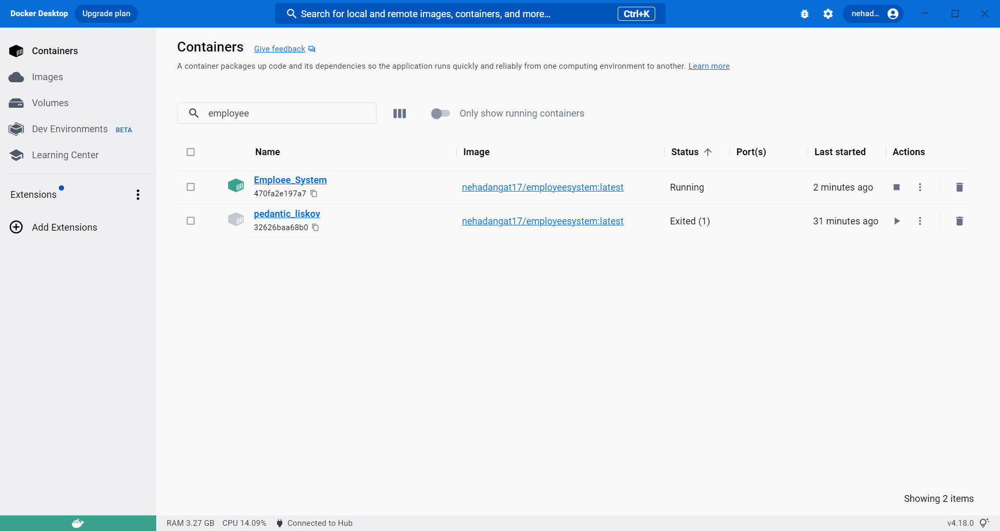 Docker Desktop Upgrade plan Search for local and remote images, containers, and more... Ctrl+K nehad...
Containers
Images
Volumes
Dev Environments BETA
Learning Center
Extensions
Add Extensions
Containers Give feedback
A container packages up code and its dependencies so the application runs quickly and reliably from one computing environment to another. Learn more
employee Only show running containers
Name Image Status Port(s) Last started Actions
Emploee_System nehadangat17/employeesystem:latest Running 2 minutes ago
470fa2e197a7
pedantic_liskov nehadangat17/employeesystem:latest Exited (1) 31 minutes ago
32626baa68b0
Showing 2 items
RAM 3.27 GB CPU 14.09% Connected to Hub v4.18.0